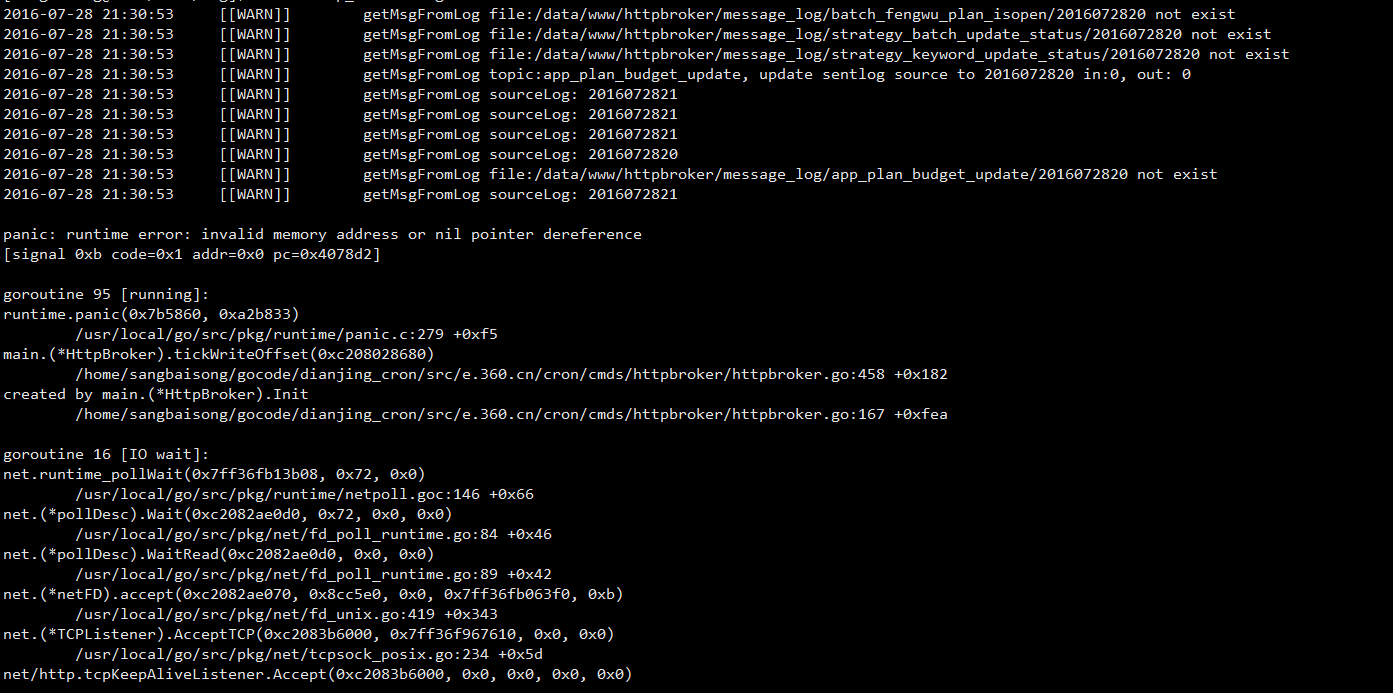 2016-07-28 21:30:53 [[WARN]] getMsgFromLog file:/data/www/httpbroker/message_log/batch_fengwu_plan_isopen/2016072820 not exist
2016-07-28 21:30:53 [[WARN]] getMsgFromLog file:/data/www/httpbroker/message_log/strategy_batch_update_status/2016072820 not exist
2016-07-28 21:30:53 [[WARN]] getMsgFromLog file:/data/www/httpbroker/message_log/strategy_keyword_update_status/2016072820 not exist
2016-07-28 21:30:53 [[WARN]] getMsgFromLog topic:app_plan_budget_update, update sentlog source to 2016072820 in:0, out: 0
2016-07-28 21:30:53 [[WARN]] getMsgFromLog sourceLog: 2016072821
2016-07-28 21:30:53 [[WARN]] getMsgFromLog sourceLog: 2016072821
2016-07-28 21:30:53 [[WARN]] getMsgFromLog sourceLog: 2016072821
2016-07-28 21:30:53 [[WARN]] getMsgFromLog sourceLog: 2016072820
2016-07-28 21:30:53 [[WARN]] getMsgFromLog file:/data/www/httpbroker/message_log/app_plan_budget_update/2016072820 not exist
2016-07-28 21:30:53 [[WARN]] getMsgFromLog sourceLog: 2016072821
panic: runtime error: invalid memory address or nil pointer dereference
[signal 0xb code=0x1 addr=0x0 pc=0x4078d2]
goroutine 95 [running]:
runtime.panic(0x7b5860, 0xa2b833)
/usr/local/go/src/pkg/runtime/panic.c:279 +0xf5
main.(*HttpBroker).tickWriteOffset(0xc208028680)
/home/sangbaisong/gocode/dianjing_cron/src/e.360.cn/cron/cmds/httpbroker/httpbroker.go:458 +0x182
created by main.(*HttpBroker).Init
/home/sangbaisong/gocode/dianjing_cron/src/e.360.cn/cron/cmds/httpbroker/httpbroker.go:167 +0xfea
goroutine 16 [IO wait]:
net.runtime_pollWait(0x7ff36fb13b08, 0x72, 0x0)
/usr/local/go/src/pkg/runtime/netpoll.goc:146 +0x66
net.(*pollDesc).Wait(0xc2082ae0d0, 0x72, 0x0, 0x0)
/usr/local/go/src/pkg/net/fd_poll_runtime.go:84 +0x46
net.(*pollDesc).WaitRead(0xc2082ae0d0, 0x0, 0x0)
/usr/local/go/src/pkg/net/fd_poll_runtime.go:89 +0x42
net.(*netFD).accept(0xc2082ae070, 0x8cc5e0, 0x0, 0x7ff36fb063f0, 0xb)
/usr/local/go/src/pkg/net/fd_unix.go:419 +0x343
net.(*TCPListener).AcceptTCP(0xc2083b6000, 0x7ff36f967610, 0x0, 0x0)
/usr/local/go/src/pkg/net/tcpsock_posix.go:234 +0x5d
net/http.tcpKeepAliveListener.Accept(0xc2083b6000, 0x0, 0x0, 0x0, 0x0)